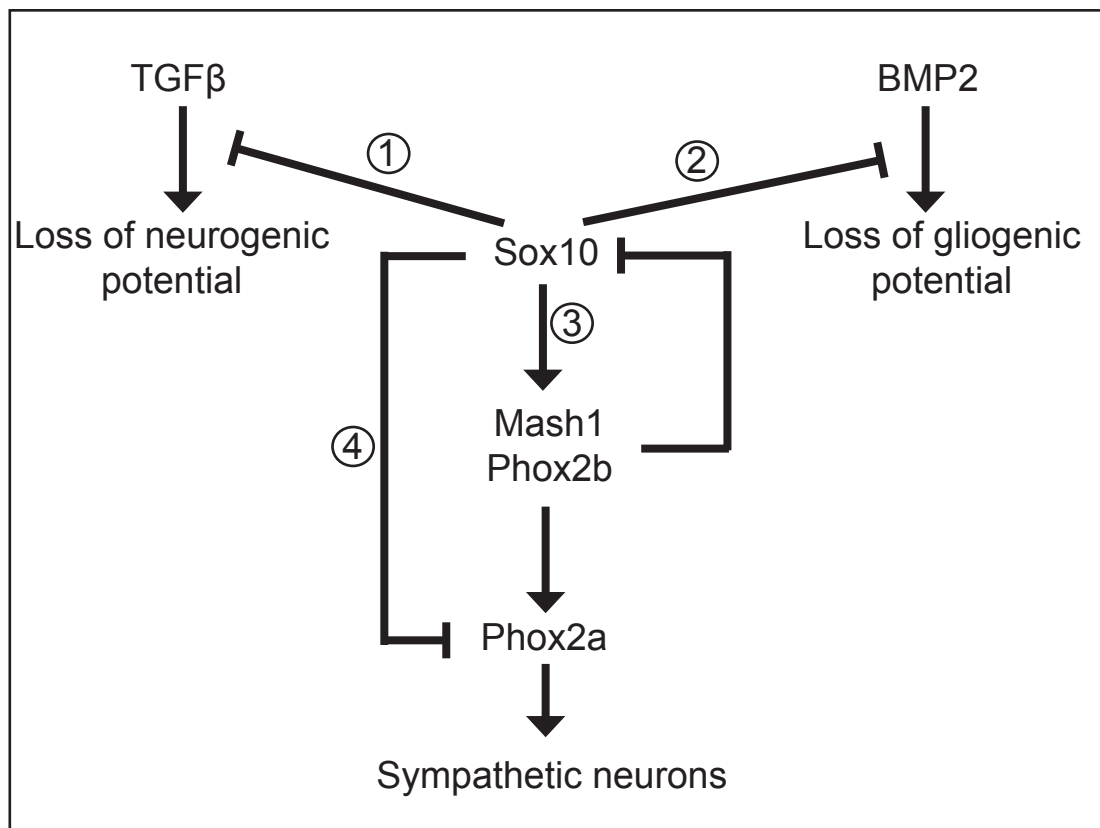 TGFβ
BMP2
①
②
Loss of neurogenic
potential
Loss of gliogenic
potential
Sox10
③
Mash1
Phox2b
④
Phox2a
Sympathetic neurons